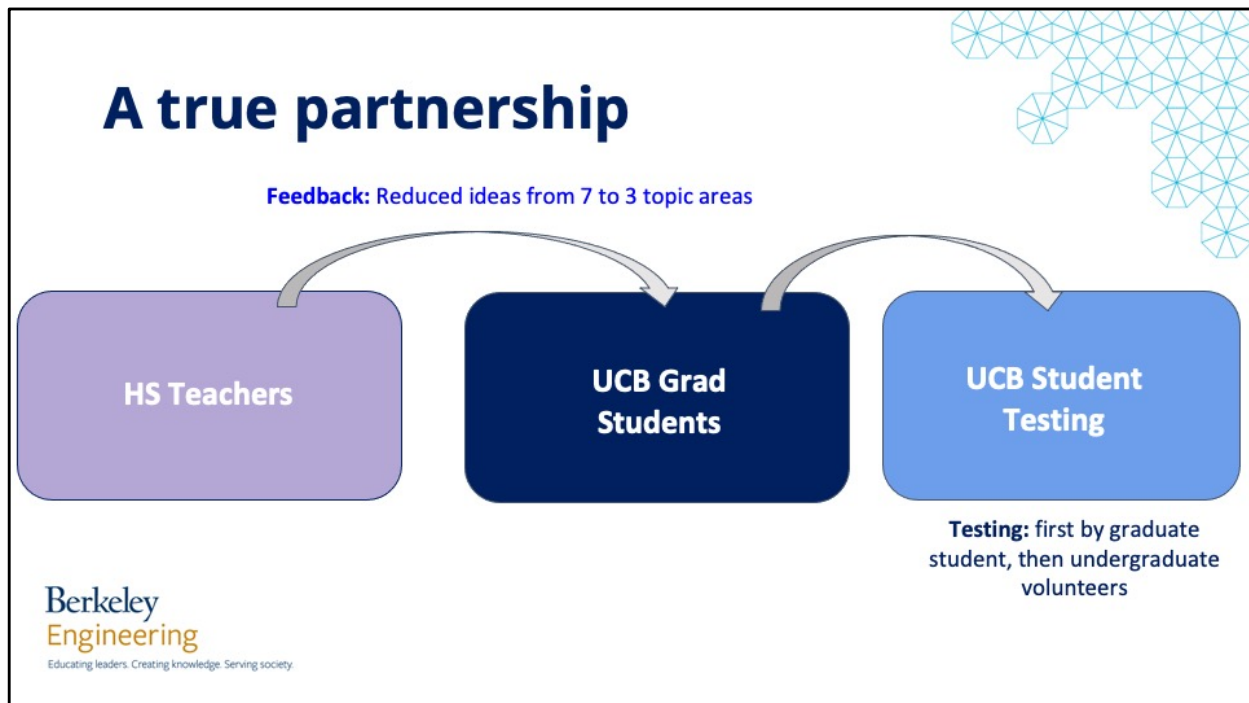 A true partnership
Feedback: Reduced ideas from 7 to 3 topic areas
HS Teachers
UCB Grad
Students
UCB Student
Testing
Testing: first by graduate
student, then undergraduate
volunteers
Berkeley
Engineering
Educating leaders. Creating knowledge. Serving society.